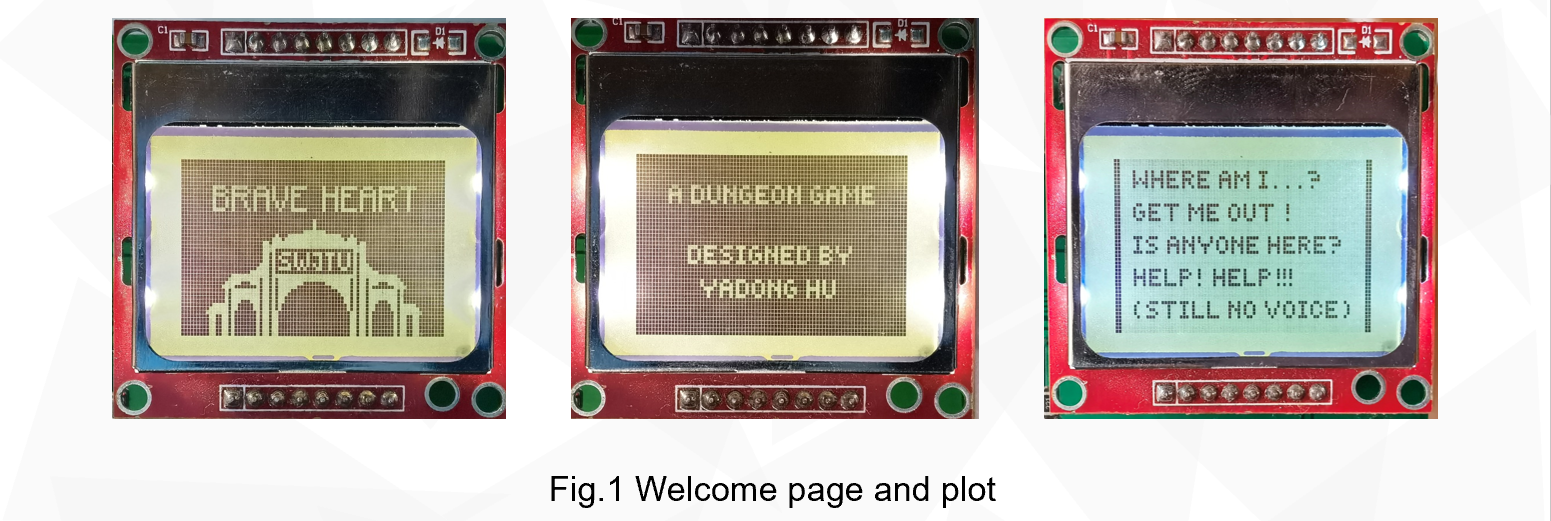 C1
D1
BRAVE HEART
SWJTU
C1
D1
A DUNGEON GAME
DESIGNED BY
YADONG HU
C1
D1
WHERE AM I...?
GET ME OUT !
IS ANYONE HERE?
HELP! HELP!!!
(STILL NO VOICE)
Fig.1 Welcome page and plot